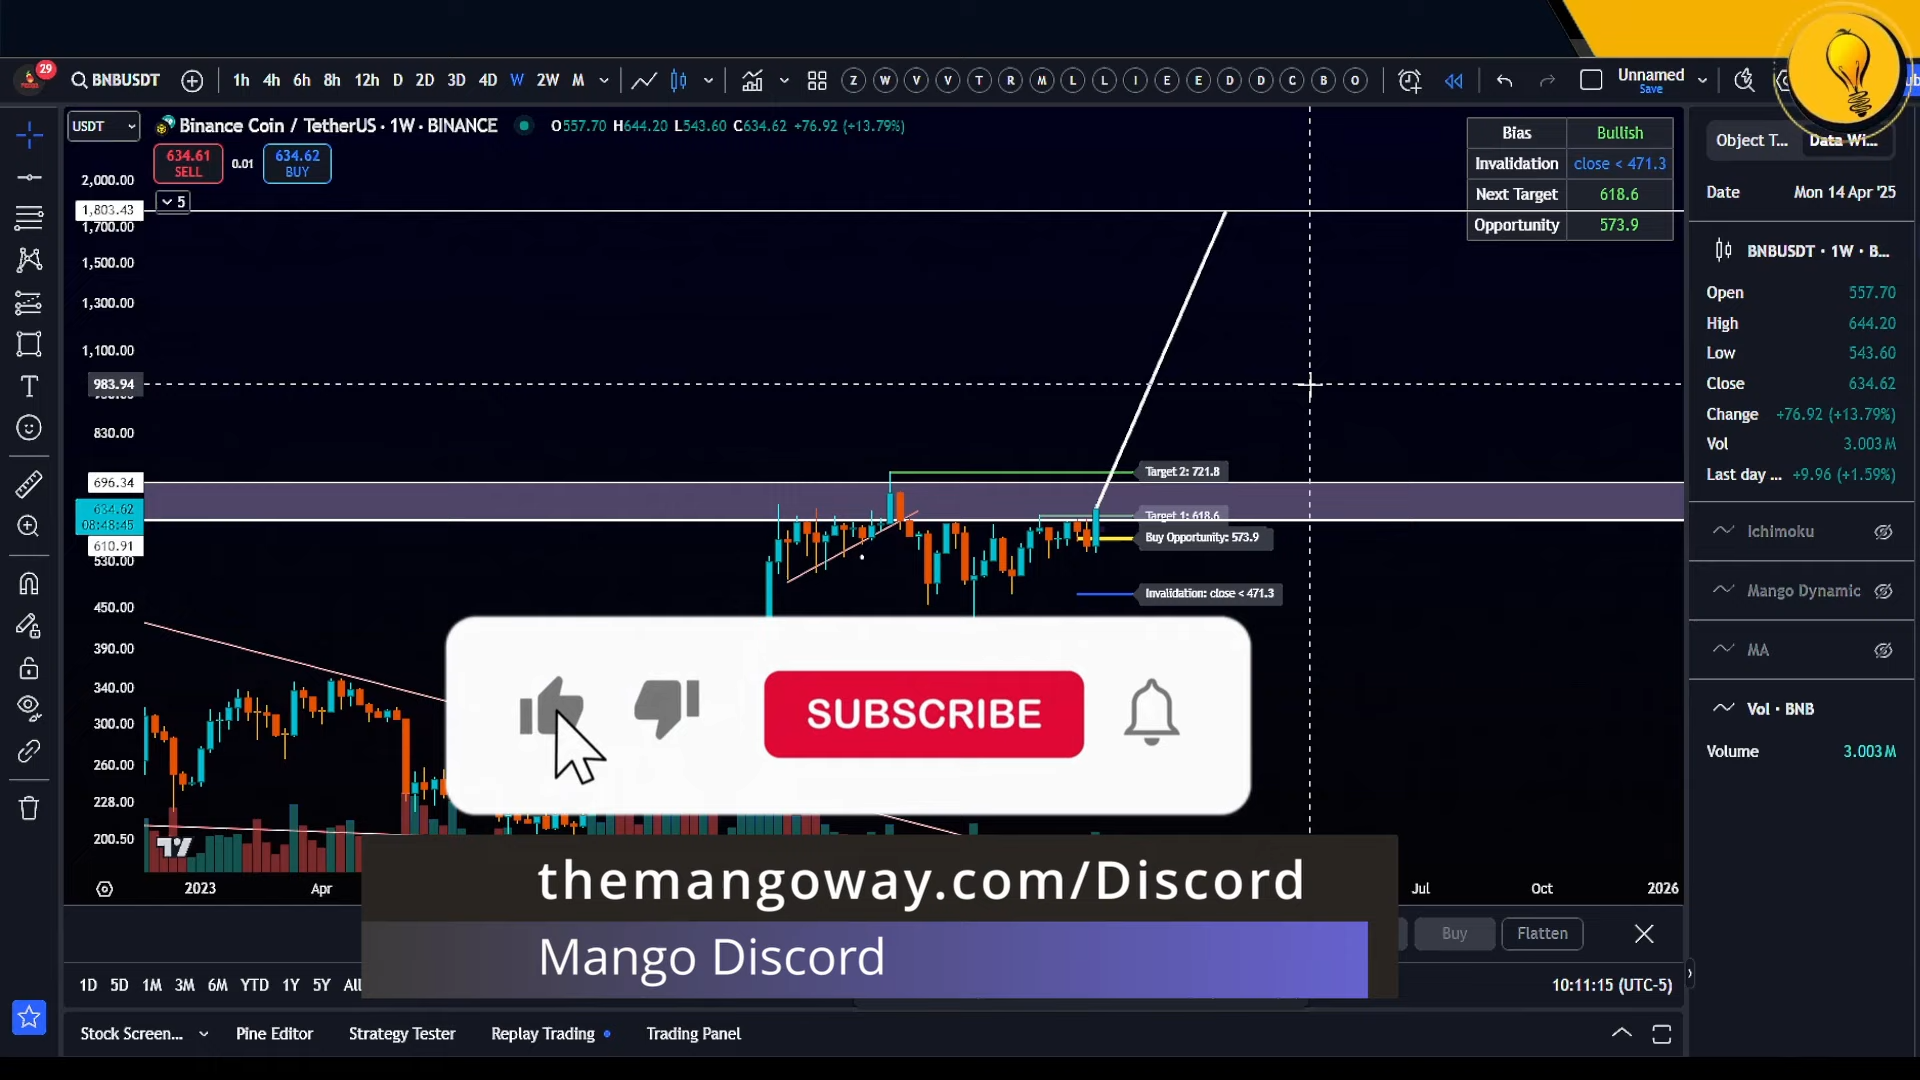 29
BNBUSDT
1h 4h 6h 8h 12h D 2D 3D 4D W 2W M
Z W V V T R M L L I E E D D C B O
Unnamed
Save
USDT
Binance Coin / TetherUS · 1W · BINANCE
O557.70 H644.20 L543.60 C634.62 +76.92 (+13.79%)
634.61
SELL
0.01
634.62
BUY
5
Bias Bullish
Invalidation close < 471.3
Next Target 618.6
Opportunity 573.9
2,000.00
1,803.43
1,700.00
1,500.00
1,300.00
1,100.00
983.94
830.00
696.34
634.62
08:48:45
610.91
530.00
450.00
390.00
340.00
300.00
260.00
228.00
200.50
Target 2: 721.8
Target 1: 618.6
Buy Opportunity: 573.9
Invalidation: close < 471.3
SUBSCRIBE
themangoway.com/Discord
Mango Discord
2023 Apr Jul Oct 2026
Buy Flatten
1D 5D 1M 3M 6M YTD 1Y 5Y All
10:11:15 (UTC-5)
Stock Screen... Pine Editor Strategy Tester Replay Trading Trading Panel
Object T... Data Wi...
Date Mon 14 Apr '25
BNBUSDT · 1W · B...
Open 557.70
High 644.20
Low 543.60
Close 634.62
Change +76.92 (+13.79%)
Vol 3.003M
Last day ... +9.96 (+1.59%)
Ichimoku
Mango Dynamic
MA
Vol · BNB
Volume 3.003M